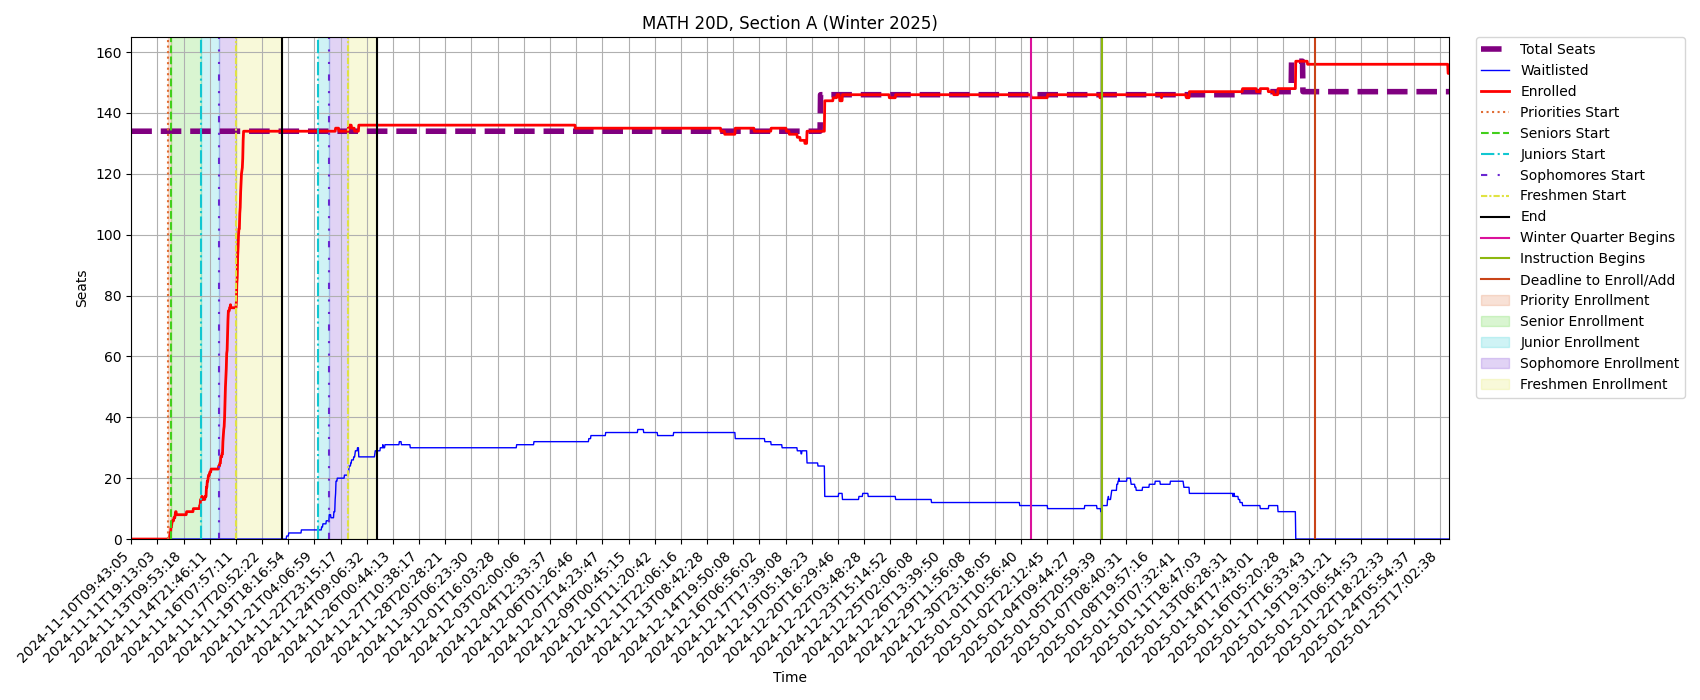 MATH 20D, Section A (Winter 2025)
Seats
160
140
120
100
80
60
40
20
0
2024-11-10T09:43:05
2024-11-11T19:13:03
2024-11-13T09:53:18
2024-11-14T21:46:11
2024-11-16T07:57:11
2024-11-17T20:52:22
2024-11-19T18:16:54
2024-11-21T04:06:59
2024-11-22T23:15:17
2024-11-24T09:06:32
2024-11-26T00:44:13
2024-11-27T10:38:17
2024-11-28T20:28:21
2024-11-30T06:23:30
2024-12-01T16:03:28
2024-12-03T02:00:06
2024-12-04T12:33:37
2024-12-06T01:26:46
2024-12-07T14:23:47
2024-12-09T00:45:15
2024-12-10T11:20:42
2024-12-11T22:06:16
2024-12-13T08:42:28
2024-12-14T19:50:08
2024-12-16T06:56:02
2024-12-17T17:39:08
2024-12-19T05:18:23
2024-12-20T16:29:46
2024-12-22T03:48:28
2024-12-23T15:14:52
2024-12-25T02:06:08
2024-12-26T13:39:50
2024-12-29T11:56:08
2024-12-30T23:18:05
2025-01-01T10:56:40
2025-01-02T22:12:45
2025-01-04T09:44:27
2025-01-05T20:59:39
2025-01-07T08:40:31
2025-01-08T19:57:16
2025-01-10T07:32:41
2025-01-11T18:47:03
2025-01-13T06:28:31
2025-01-14T17:43:01
2025-01-16T05:20:28
2025-01-17T16:33:43
2025-01-19T19:31:21
2025-01-21T06:54:53
2025-01-22T18:22:33
2025-01-24T05:54:37
2025-01-25T17:02:38
Time
Total Seats
Waitlisted
Enrolled
Priorities Start
Seniors Start
Juniors Start
Sophomores Start
Freshmen Start
End
Winter Quarter Begins
Instruction Begins
Deadline to Enroll/Add
Priority Enrollment
Senior Enrollment
Junior Enrollment
Sophomore Enrollment
Freshmen Enrollment